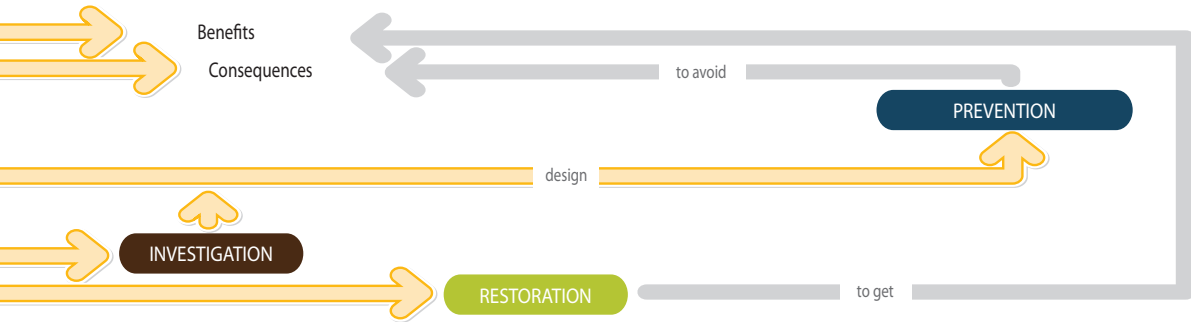 Benefits
Consequences
to avoid
PREVENTION
design
INVESTIGATION
RESTORATION
to get